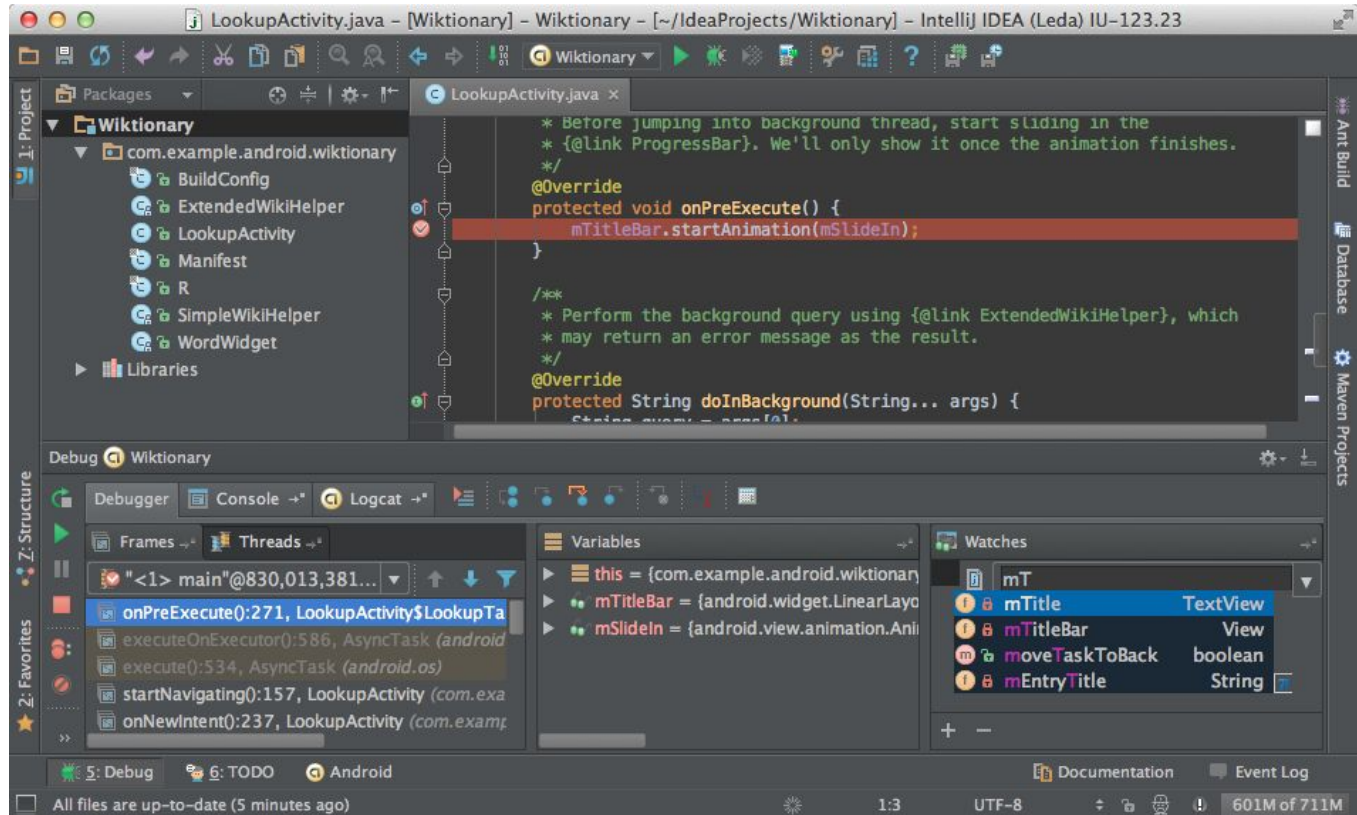 LookupActivity.java – [Wiktionary] – Wiktionary – [~/IdeaProjects/Wiktionary] – IntelliJ IDEA (Leda) IU-123.23
Wiktionary
1: Project
Packages
Wiktionary
com.example.android.wiktionary
BuildConfig
ExtendedWikiHelper
LookupActivity
Manifest
R
SimpleWikiHelper
WordWidget
Libraries
LookupActivity.java ×
* Before jumping into background thread, start sliding in the
* {@link ProgressBar}. We'll only show it once the animation finishes.
*/
@Override
protected void onPreExecute() {
mTitleBar.startAnimation(mSlideIn);
}
/**
* Perform the background query using {@link ExtendedWikiHelper}, which
* may return an error message as the result.
*/
@Override
protected String doInBackground(String... args) {
String query = args[0];
Ant Build
Database
Maven Projects
Debug Wiktionary
Z: Structure
2: Favorites
Debugger Console Logcat
Frames Threads
"<1> main"@830,013,381...
onPreExecute():271, LookupActivity$LookupTa
executeOnExecutor():586, AsyncTask (android
execute():534, AsyncTask (android.os)
startNavigating():157, LookupActivity (com.exa
onNewIntent():237, LookupActivity (com.examp
»
Variables
this = {com.example.android.wiktionary
mTitleBar = {android.widget.LinearLayo
mSlideIn = {android.view.animation.Ani
Watches
mT
mTitle TextView
mTitleBar View
moveTaskToBack boolean
mEntryTitle String
+ −
5: Debug 6: TODO Android Documentation Event Log
All files are up-to-date (5 minutes ago) 1:3 UTF-8 601M of 711M